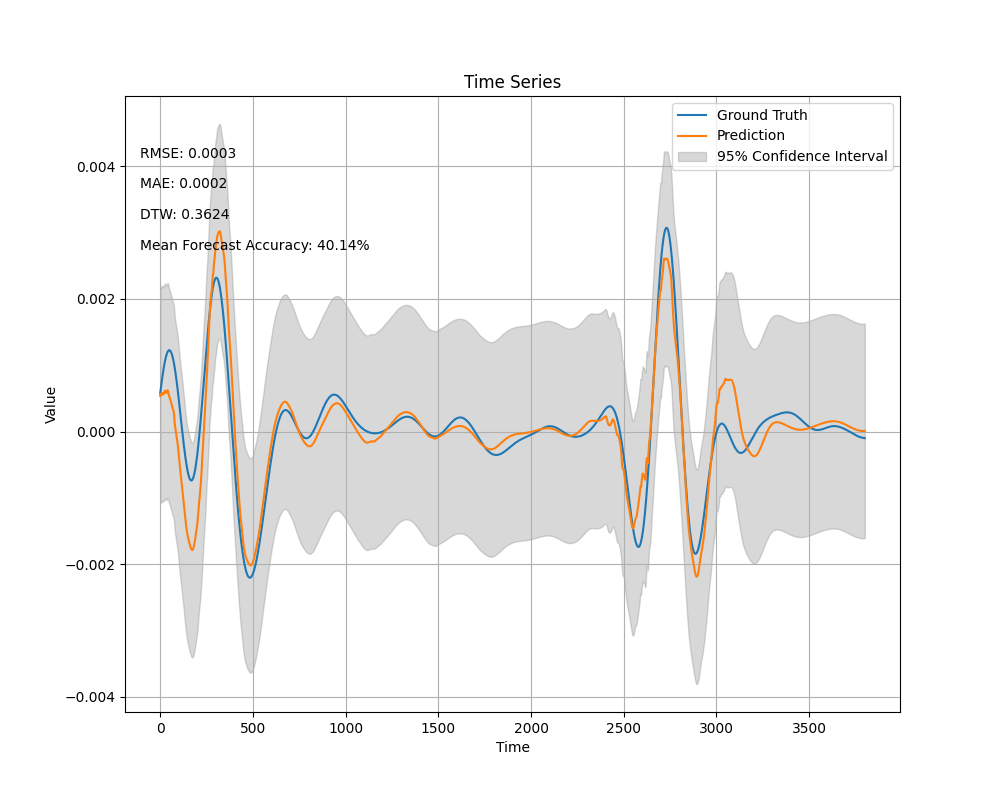 Time Series
Ground Truth
Prediction
95% Confidence Interval
RMSE: 0.0003
MAE: 0.0002
DTW: 0.3624
Mean Forecast Accuracy: 40.14%
Value
0.004
0.002
0.000
−0.002
−0.004
0
500
1000
1500
2000
2500
3000
3500
Time